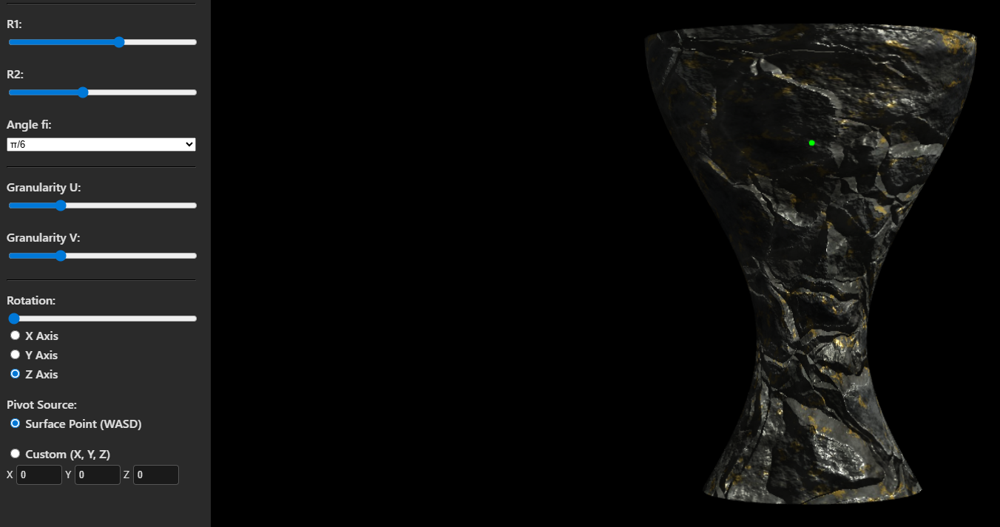 R1:
R2:
Angle fi:
π/6
Granularity U:
Granularity V:
Rotation:
X Axis
Y Axis
Z Axis
Pivot Source:
Surface Point (WASD)
Custom (X, Y, Z)
X 0 Y 0 Z 0